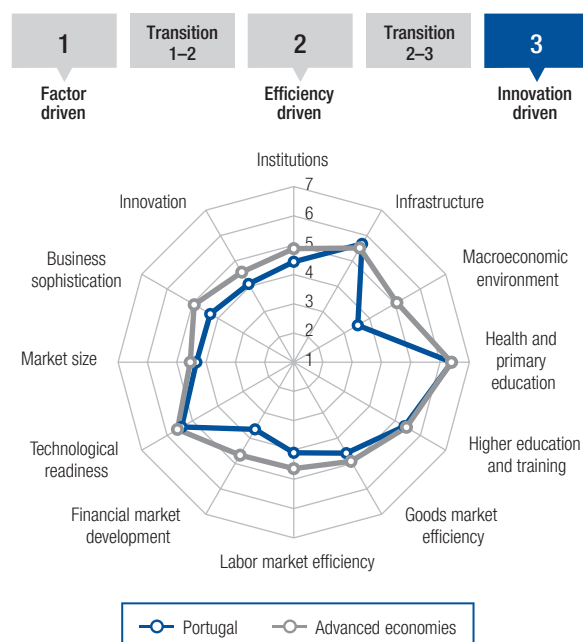 1
Transition
1–2
2
Transition
2–3
3
Factor
driven
Efficiency
driven
Innovation
driven
Institutions
7
Innovation
6
Infrastructure
5
Business
sophistication
4
Macroeconomic
environment
3
2
Market size
1
Health and
primary
education
Technological
readiness
Higher education
and training
Financial market
development
Goods market
efficiency
Labor market efficiency
Portugal
Advanced economies